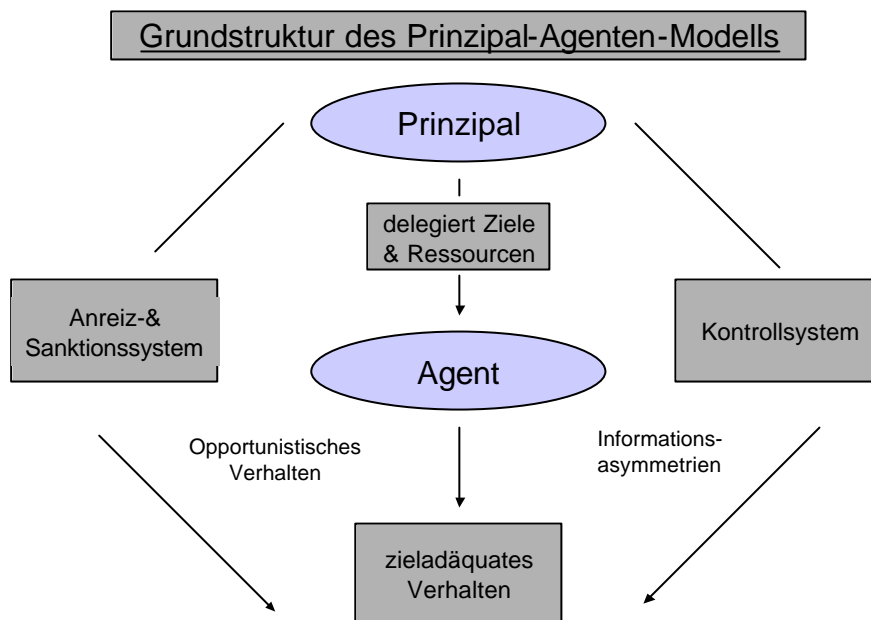 Grundstruktur des Prinzipal-Agenten-Modells
Prinzipal
delegiert Ziele
& Ressourcen
Anreiz-&
Sanktionssystem
Kontrollsystem
Agent
Opportunistisches
Verhalten
Informations-
asymmetrien
zieladäquates
Verhalten